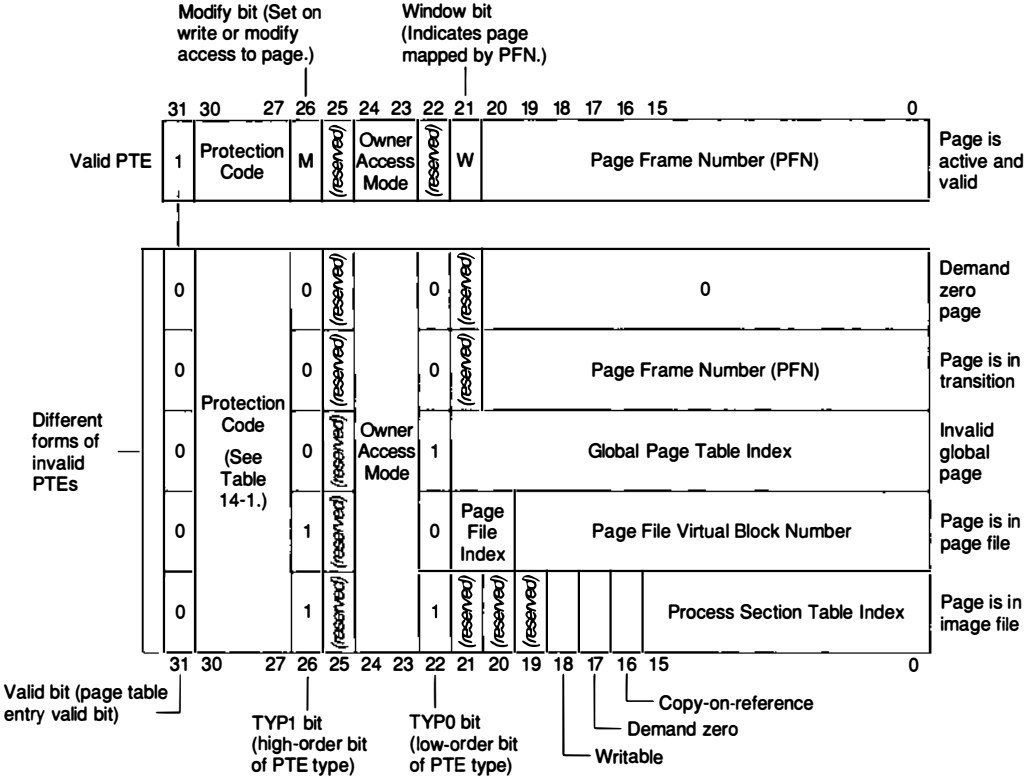 Modify bit (Set on
write or modify
access to page.)
Window bit
(Indicates page
mapped by PFN.)
31 30 27 26 25 24 23 22 21 20 19 18 17 16 15 0
Valid PTE
1
Protection
Code
M
(reserved)
Owner
Access
Mode
(reserved)
W
Page Frame Number (PFN)
Page is
active and
valid
Different
forms of
invalid
PTEs
Protection
Code
(See
Table
14-1.)
Owner
Access
Mode
0 0 (reserved) 0 (reserved) 0
Demand
zero
page
0 0 (reserved) 0 (reserved) Page Frame Number (PFN)
Page is in
transition
0 0 (reserved) 1 Global Page Table Index
Invalid
global
page
0 1 (reserved) 0
Page
File
Index
Page File Virtual Block Number
Page is in
page file
0 1 (reserved) 1 (reserved) (reserved) (reserved) Process Section Table Index
Page is in
image file
31 30 27 26 25 24 23 22 21 20 19 18 17 16 15 0
Valid bit (page table
entry valid bit)
TYP1 bit
(high-order bit
of PTE type)
TYP0 bit
(low-order bit
of PTE type)
Copy-on-reference
Demand zero
Writable